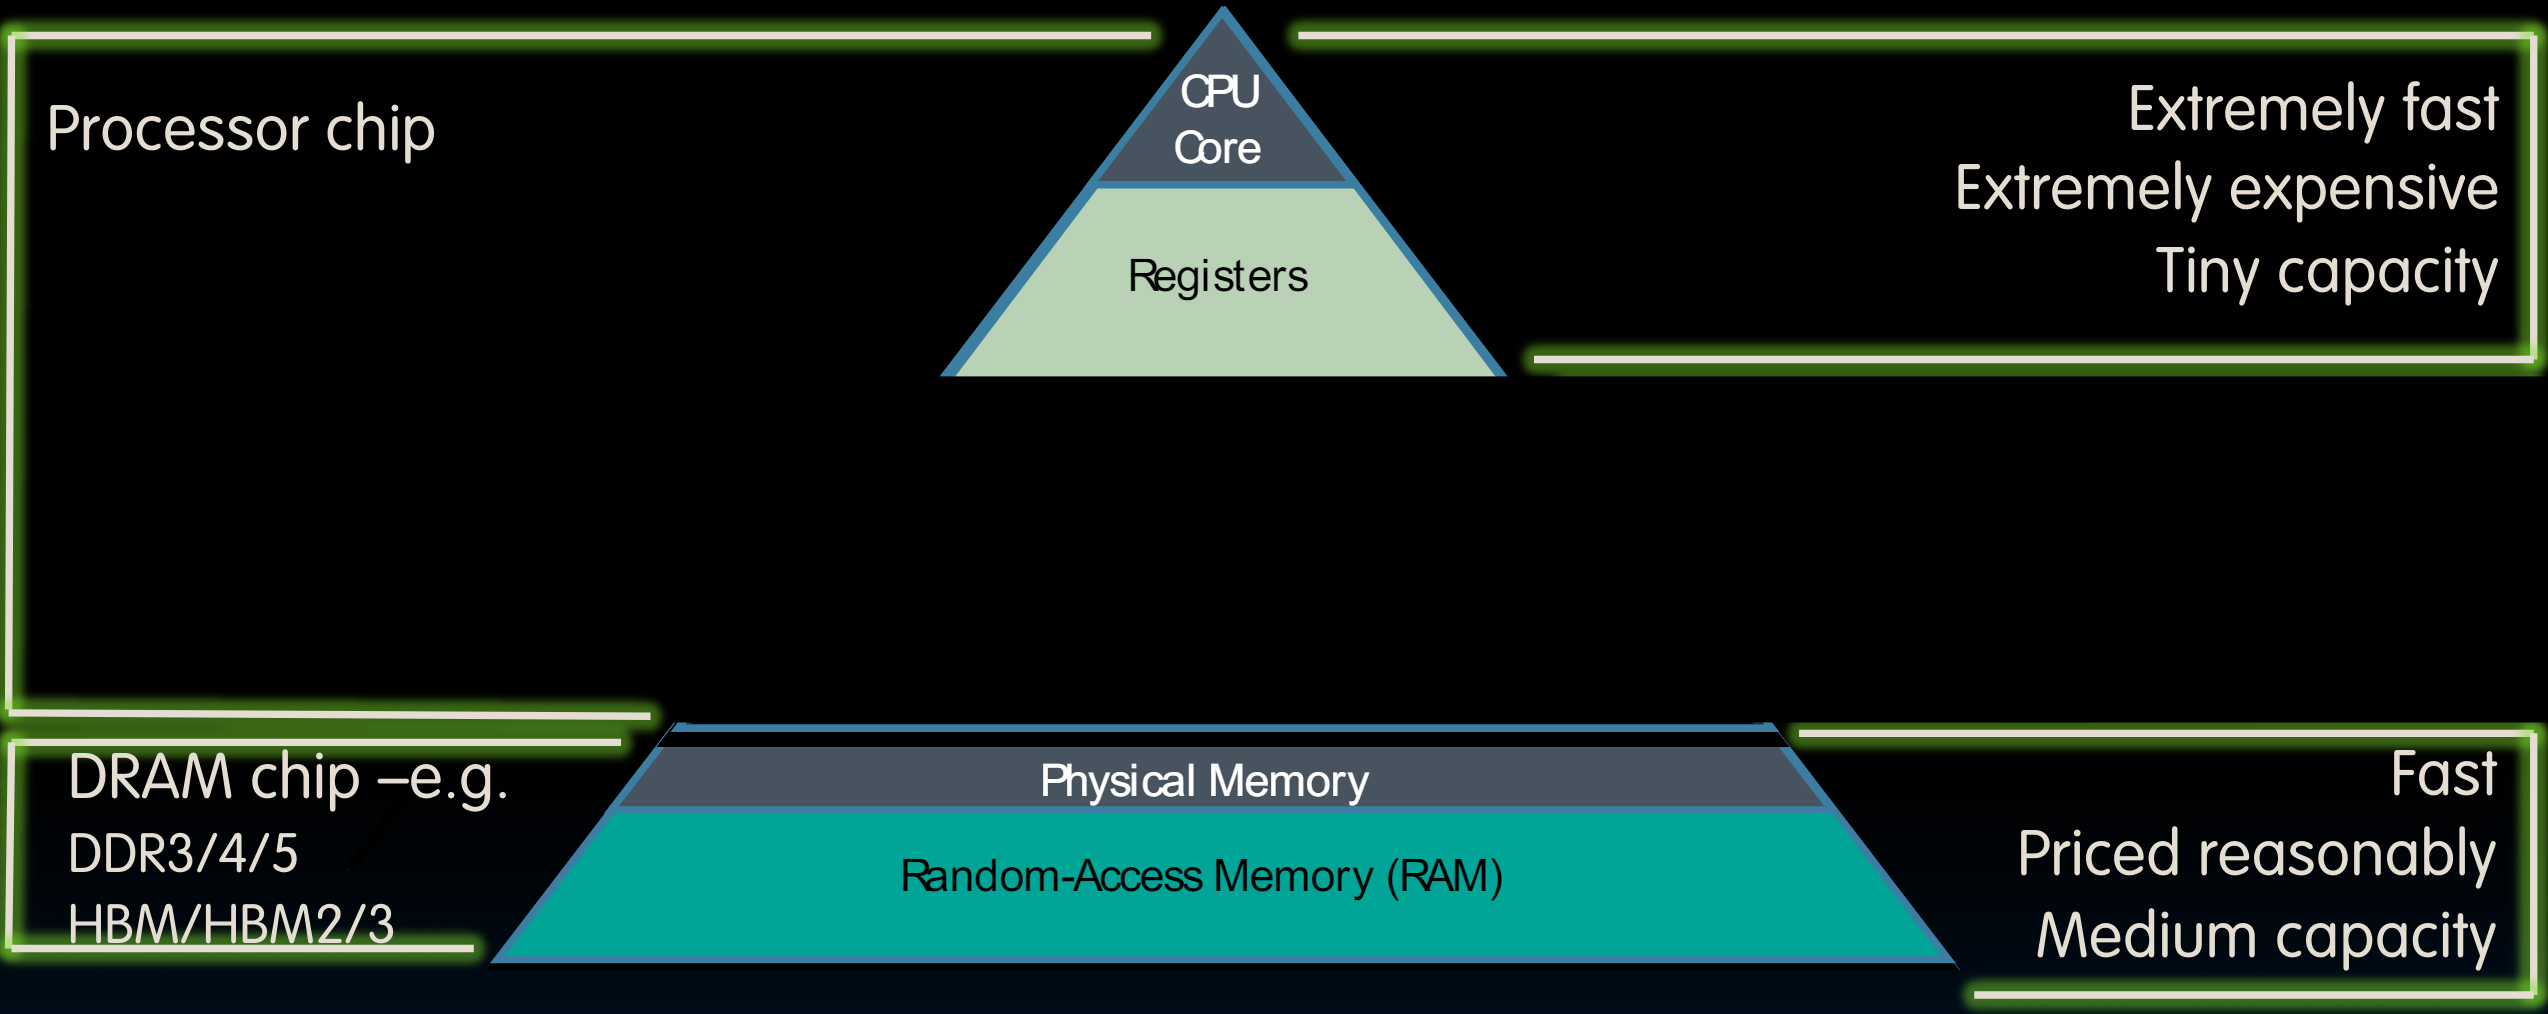 Processor chip
CPU
Core
Registers
Extremely fast
Extremely expensive
Tiny capacity
DRAM chip –e.g.
DDR3/4/5
HBM/HBM2/3
Physical Memory
Random-Access Memory (RAM)
Fast
Priced reasonably
Medium capacity